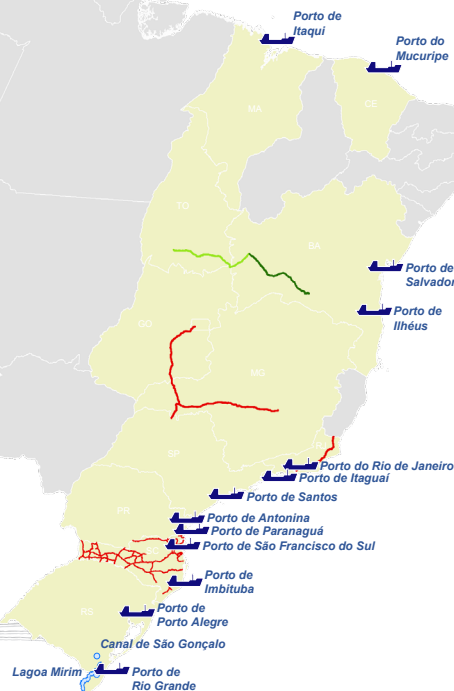 Porto de
Itaqui
Porto do
Mucuripe
MA
CE
TO
BA
Porto de
Salvador
Porto de
Ilhéus
GO
MG
RJ
Porto do Rio de Janeiro
SP
Porto de Itaguaí
Porto de Santos
PR
Porto de Antonina
Porto de Paranaguá
Porto de São Francisco do Sul
Porto de
Imbituba
RS
Porto de
Porto Alegre
Canal de São Gonçalo
Lagoa Mirim
Porto de
Rio Grande